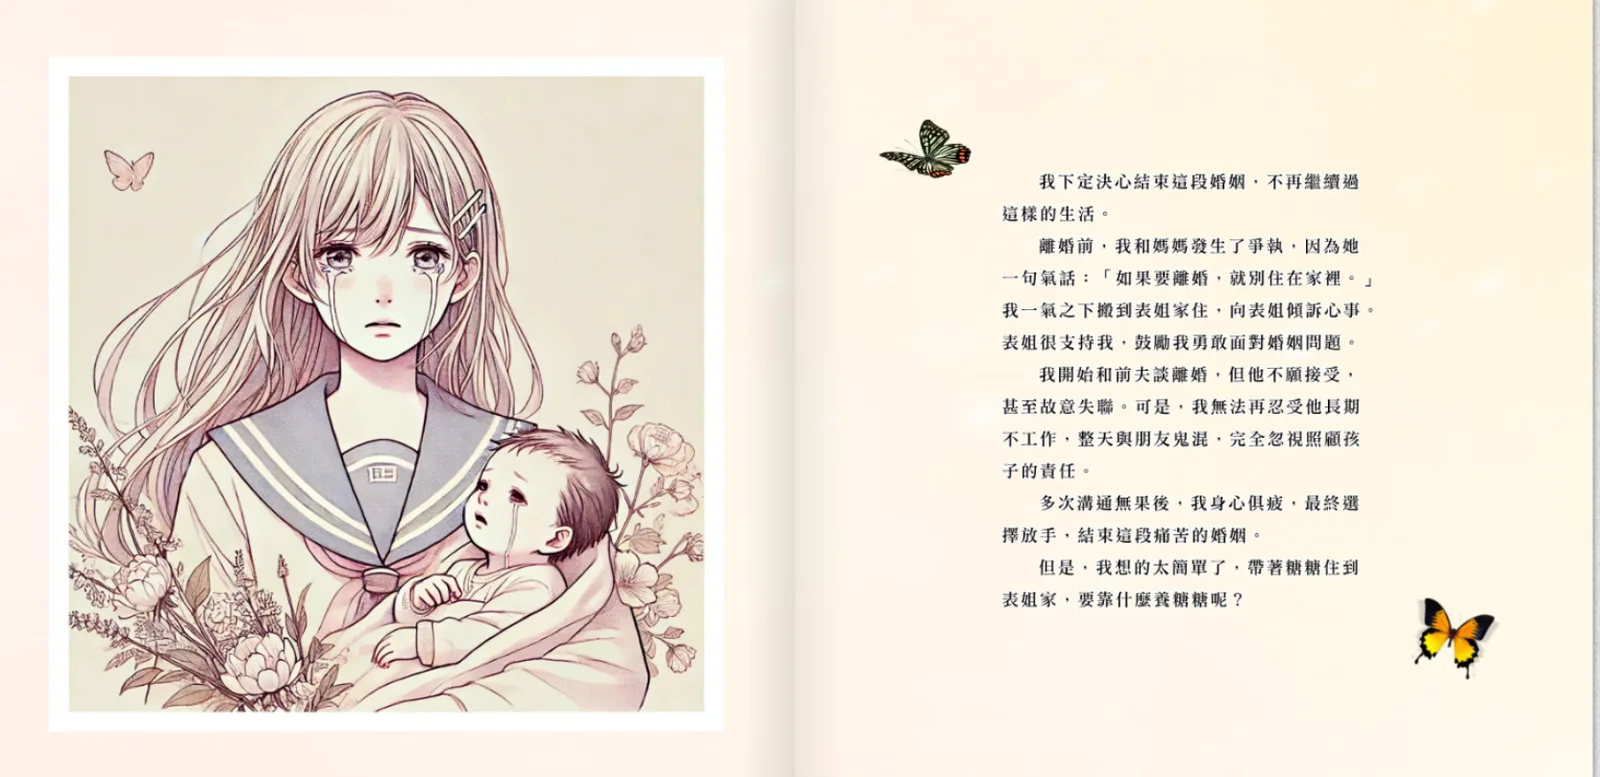 我下定決心結束這段婚姻，不再繼續過
這樣的生活。
離婚前，我和媽媽發生了爭執，因為她
一句氣話：「如果要離婚，就別住在家裡。」
我一氣之下搬到表姐家住，向表姐傾訴心事。
表姐很支持我，鼓勵我勇敢面對婚姻問題。
我開始和前夫談離婚，但他不願接受，
甚至故意失聯。可是，我無法再忍受他長期
不工作，整天與朋友鬼混，完全忽視照顧孩
子的責任。
多次溝通無果後，我身心俱疲，最終選
擇放手，結束這段痛苦的婚姻。
但是，我想的太簡單了，帶著糖糖住到
表姐家，要靠什麼養糖糖呢？